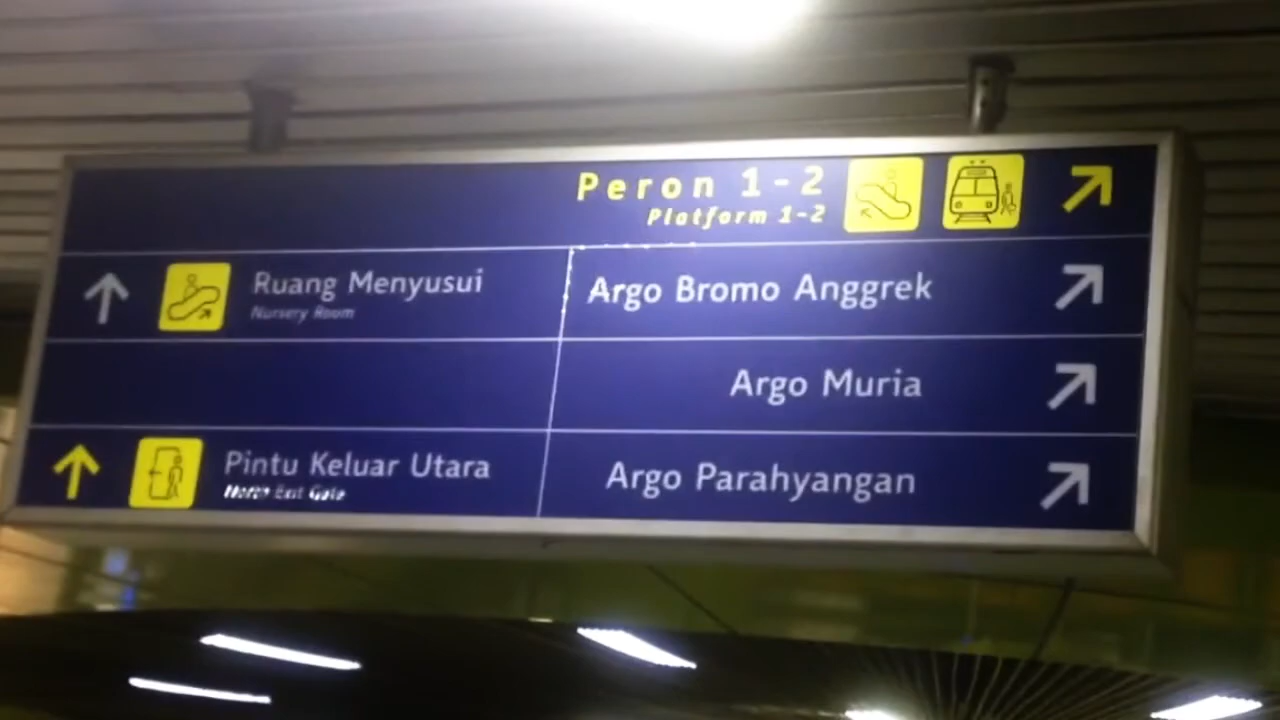 Peron 1-2
Platform 1-2
Ruang Menyusui
Nursery Room
Argo Bromo Anggrek
Argo Muria
Pintu Keluar Utara
North Exit Gate
Argo Parahyangan